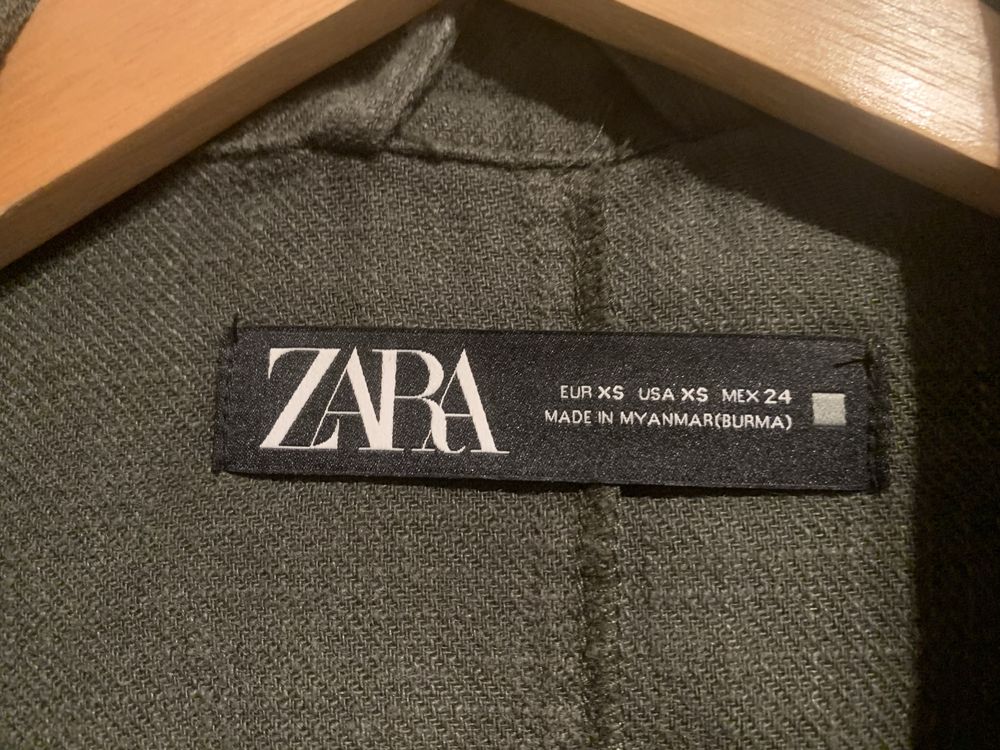 ZARA
EUR XS USA XS MEX 24
MADE IN MYANMAR(BURMA)